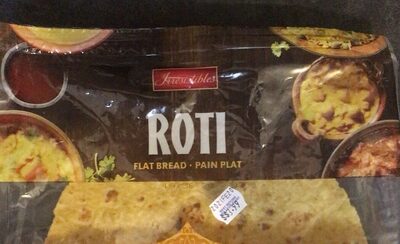 Irresistibles
ROTI
FLAT BREAD • PAIN PLAT